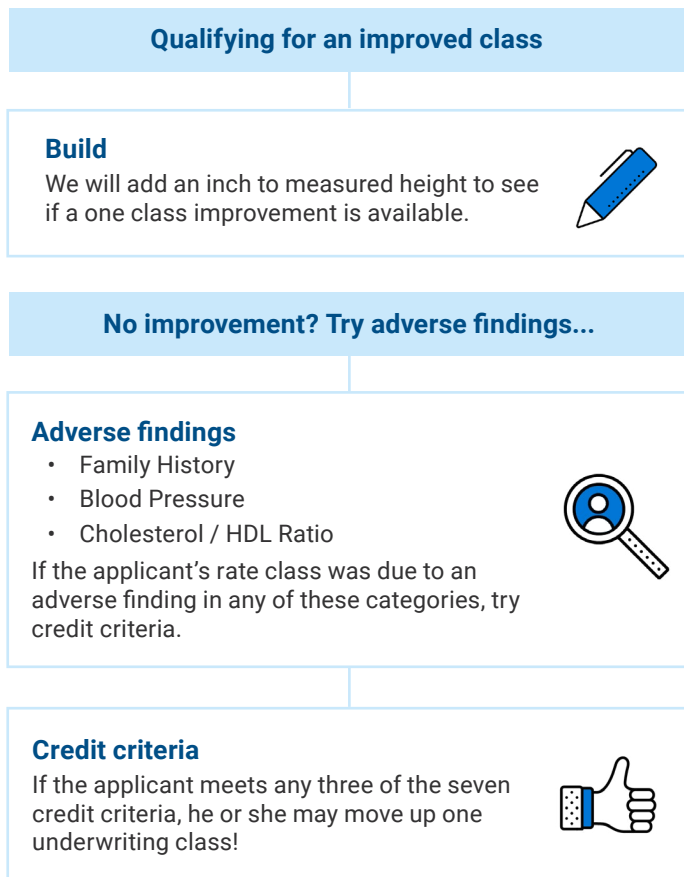 Qualifying for an improved class
Build
We will add an inch to measured height to see
if a one class improvement is available.
No improvement? Try adverse findings...
Adverse findings
• Family History
• Blood Pressure
• Cholesterol / HDL Ratio
If the applicant’s rate class was due to an
adverse finding in any of these categories, try
credit criteria.
Credit criteria
If the applicant meets any three of the seven
credit criteria, he or she may move up one
underwriting class!